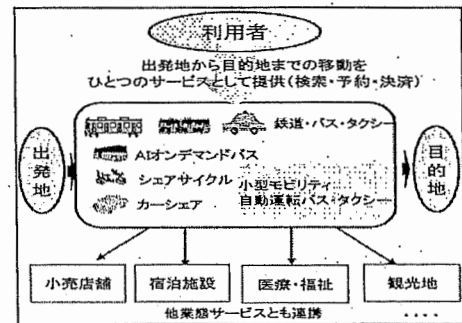 利用者
出発地から目的地までの移動を
ひとつのサービスとして提供(検索・予約・決済)
鉄道・バス・タクシー
AIオンデマンドバス
シェアサイクル
カーシェア
小型モビリティ
自動運転バス・タクシー
出発地
目的地
小売店舗
宿泊施設
医療・福祉
観光地
他業態サービスとも連携
・・・・